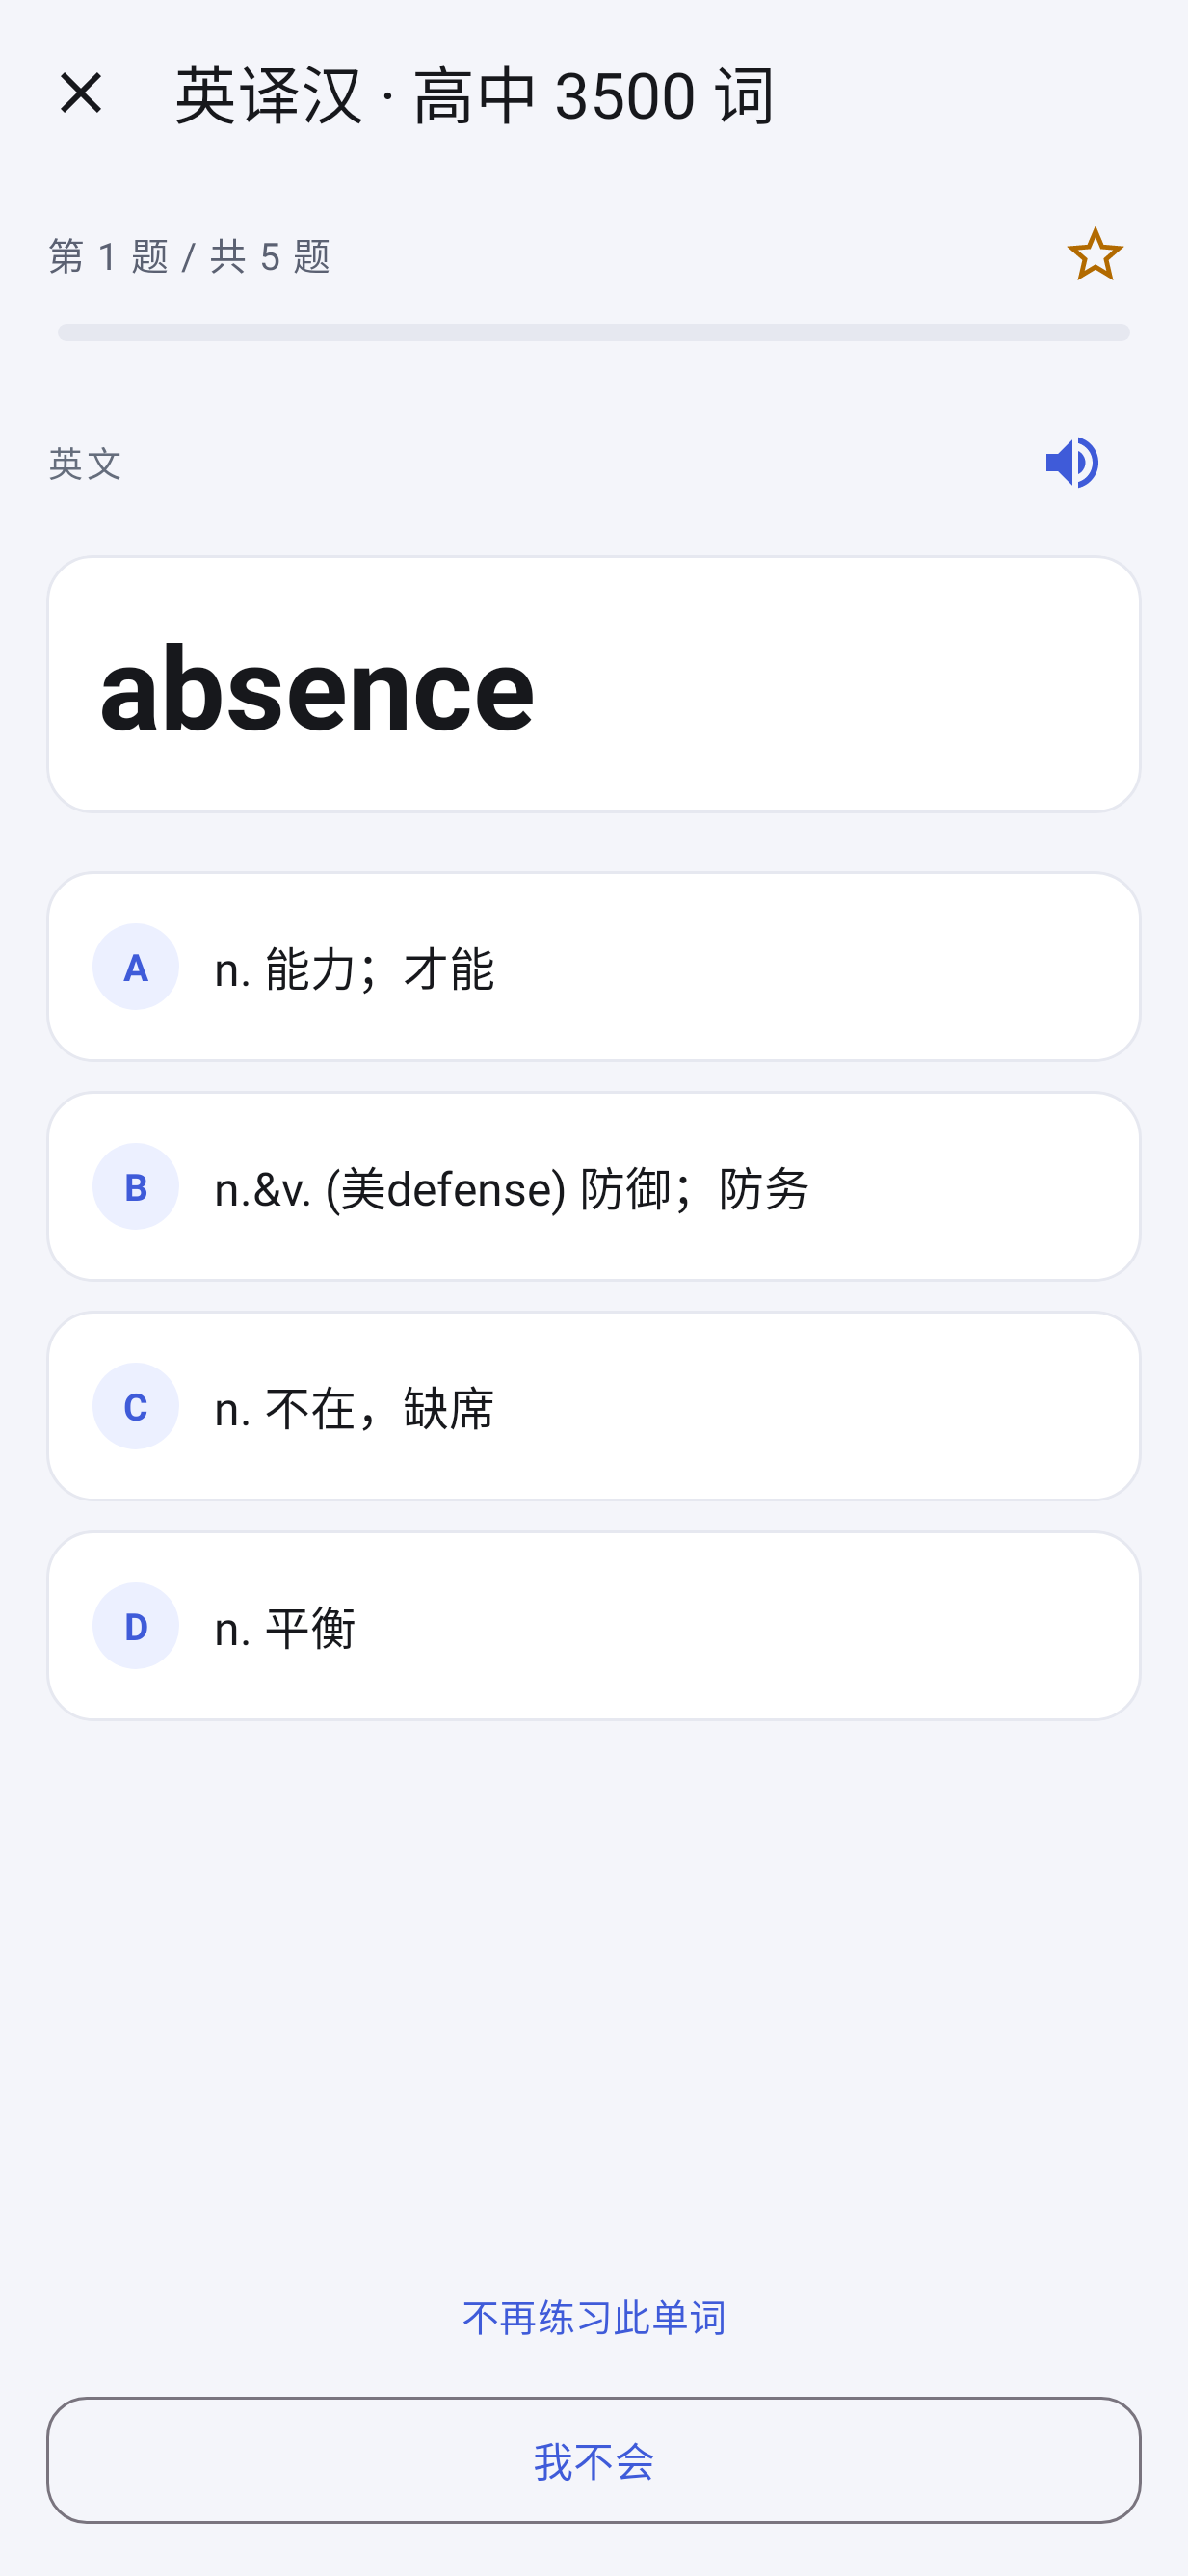 英译汉 · 高中 3500 词
第 1 题 / 共 5 题
英文
absence
A n. 能力；才能
B n.&v. (美defense) 防御；防务
C n. 不在，缺席
D n. 平衡
不再练习此单词
我不会